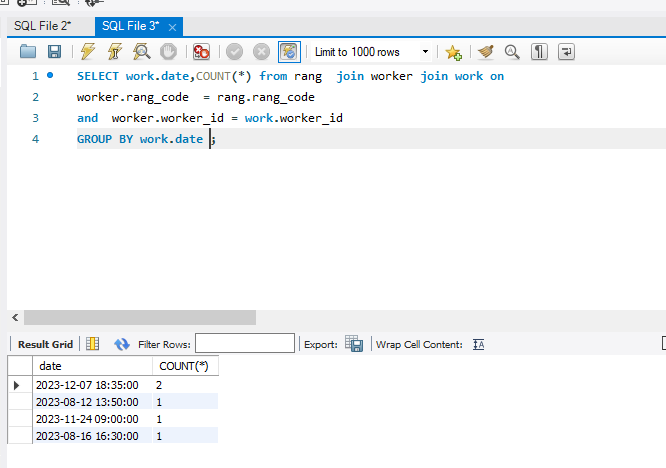 SQL File 2*
SQL File 3*
Limit to 1000 rows
1 SELECT work.date,COUNT(*) from rang  join worker join work on
2 worker.rang_code  = rang.rang_code
3 and  worker.worker_id = work.worker_id
4 GROUP BY work.date ;
Result Grid Filter Rows: Export: Wrap Cell Content: IA
date COUNT(*)
2023-12-07 18:35:00 2
2023-08-12 13:50:00 1
2023-11-24 09:00:00 1
2023-08-16 16:30:00 1